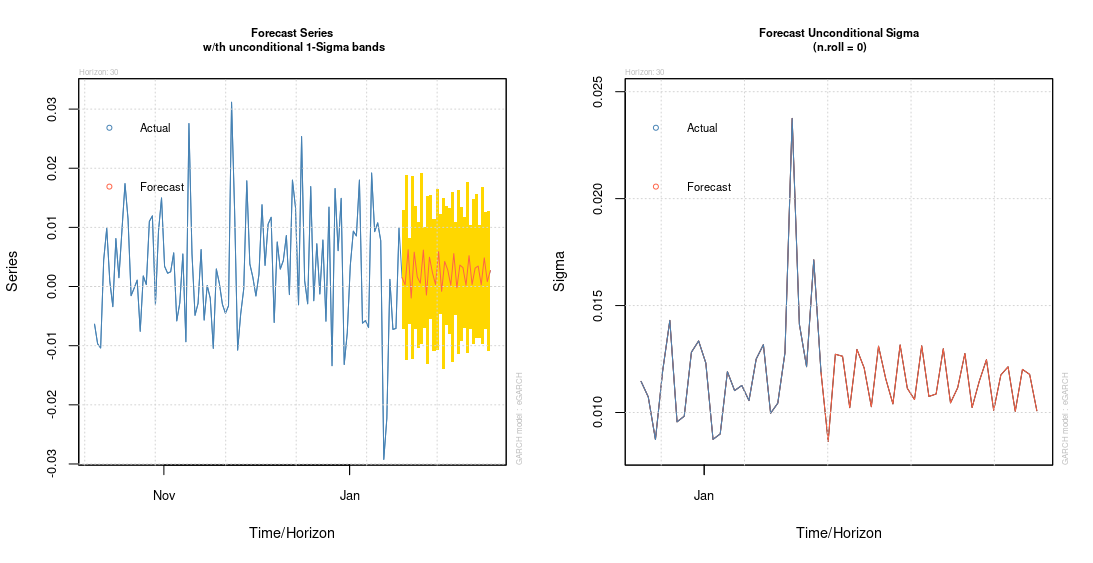 Forecast Series
w/th unconditional 1-Sigma bands
Horizon: 30
Series
0.03
0.02
0.01
0.00
-0.01
-0.02
-0.03
Actual
Forecast
GARCH model : eGARCH
Nov
Jan
Time/Horizon
Forecast Unconditional Sigma
(n.roll = 0)
Horizon: 30
Sigma
0.025
0.020
0.015
0.010
Actual
Forecast
GARCH model : eGARCH
Jan
Time/Horizon